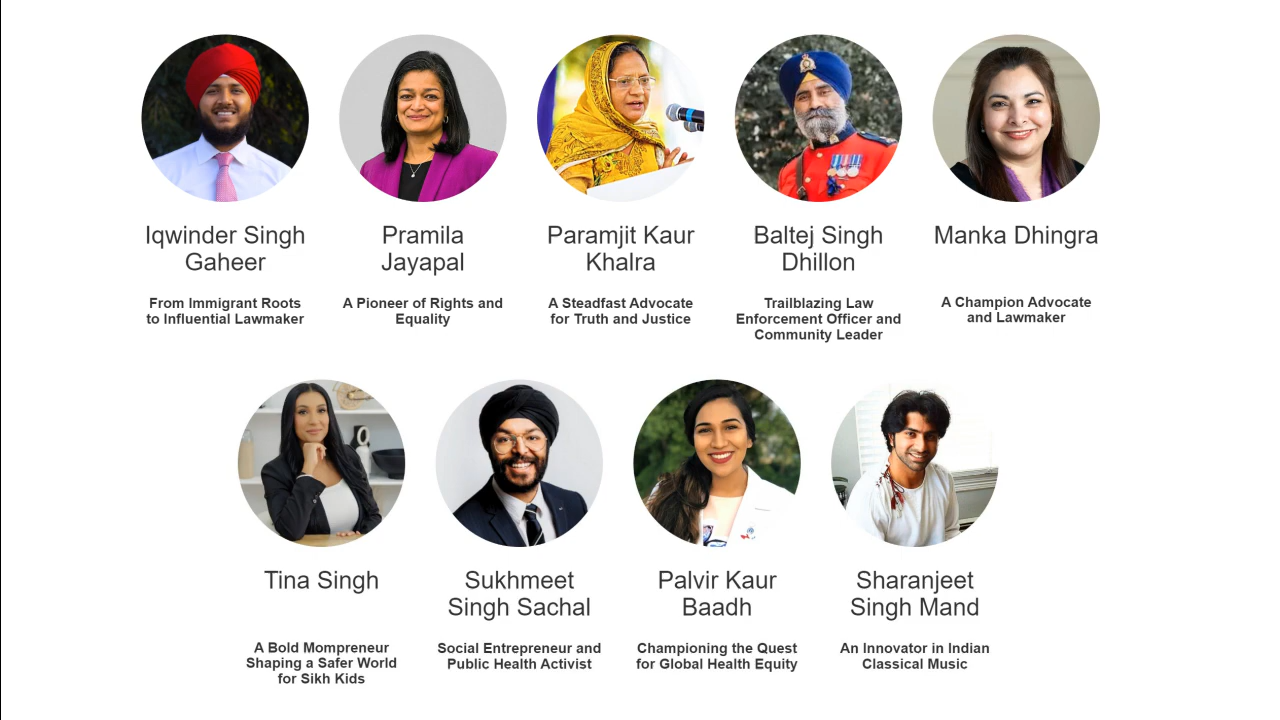 Iqwinder Singh
Gaheer
From Immigrant Roots
to Influential Lawmaker
Pramila
Jayapal
A Pioneer of Rights and
Equality
Paramjit Kaur
Khalra
A Steadfast Advocate
for Truth and Justice
Baltej Singh
Dhillon
Trailblazing Law
Enforcement Officer and
Community Leader
Manka Dhingra
A Champion Advocate
and Lawmaker
Tina Singh
A Bold Mompreneur
Shaping a Safer World
for Sikh Kids
Sukhmeet
Singh Sachal
Social Entrepreneur and
Public Health Activist
Palvir Kaur
Baadh
Championing the Quest
for Global Health Equity
Sharanjeet
Singh Mand
An Innovator in Indian
Classical Music